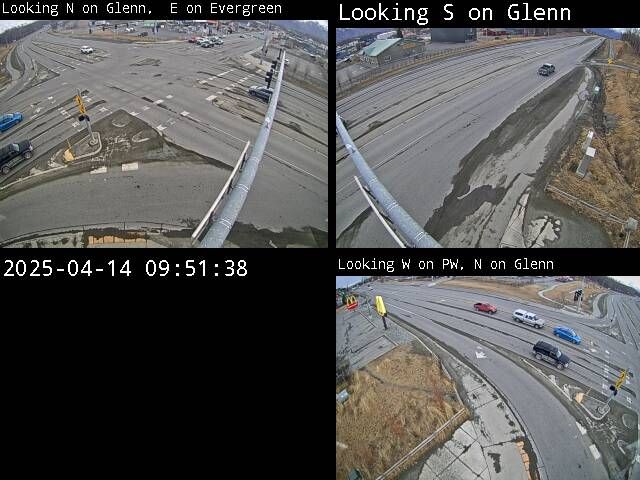 Looking N on Glenn,  E on Evergreen
Looking S on Glenn
2025-04-14 09:51:38
Looking W on PW, N on Glenn